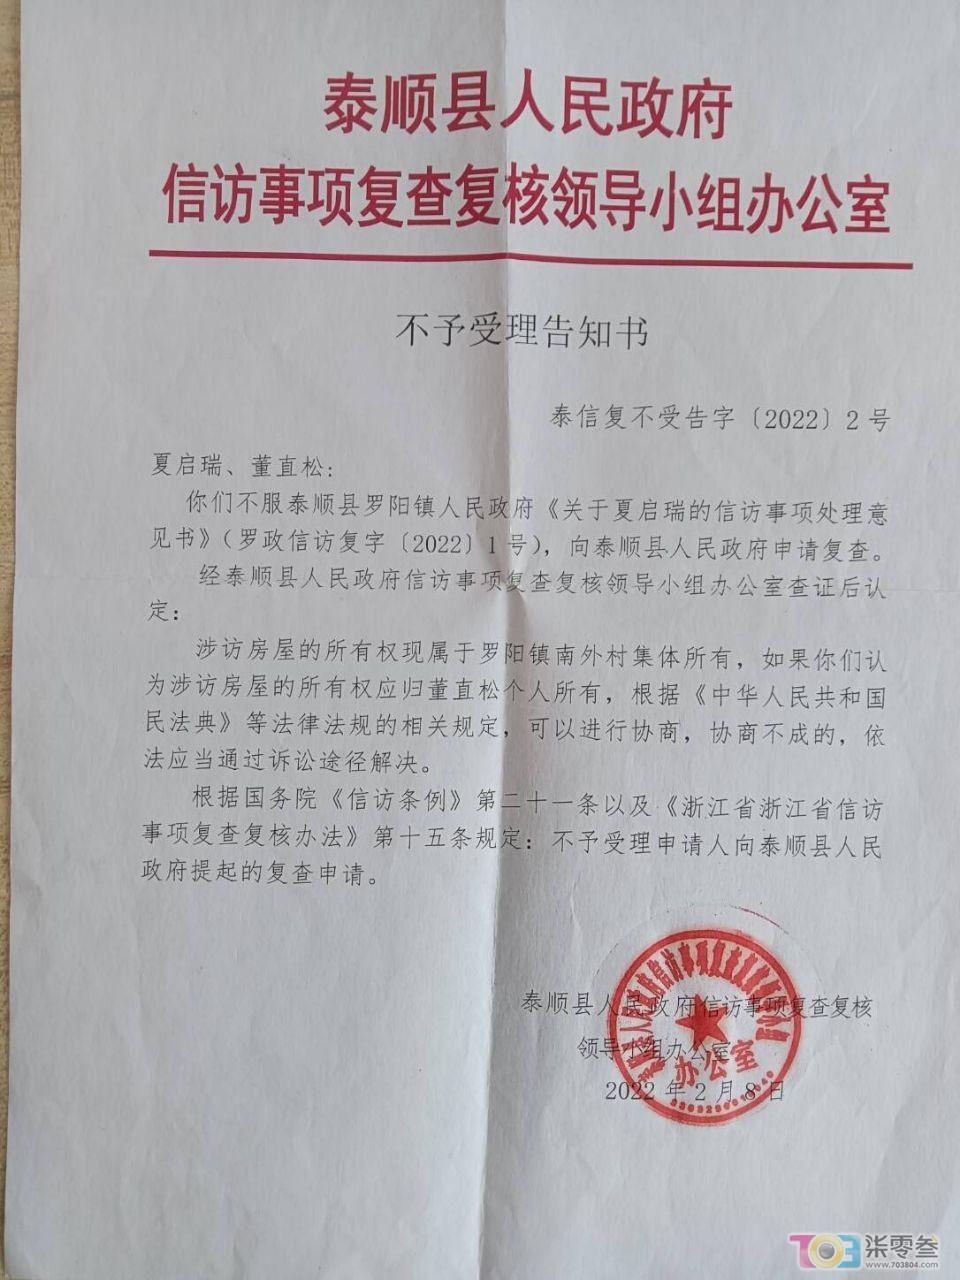 泰顺县人民政府
信访事项复查复核领导小组办公室
不予受理告知书
泰信复不受告字〔2022〕2号
夏启瑞、董直松：
你们不服泰顺县罗阳镇人民政府《关于夏启瑞的信访事项处理意
见书》（罗政信访复字〔2022〕1号），向泰顺县人民政府申请复查。
经泰顺县人民政府信访事项复查复核领导小组办公室查证后认
定：
涉访房屋的所有权现属于罗阳镇南外村集体所有，如果你们认
为涉访房屋的所有权应归董直松个人所有，根据《中华人民共和国
民法典》等法律法规的相关规定，可以进行协商，协商不成的，依
法应当通过诉讼途径解决。
根据国务院《信访条例》第二十一条以及《浙江省浙江省信访
事项复查复核办法》第十五条规定：不予受理申请人向泰顺县人民
政府提起的复查申请。
泰顺县人民政府信访事项复查复核
领导小组办公室
2022年2月8日
办公室
703 柒零叁
www.703804.com